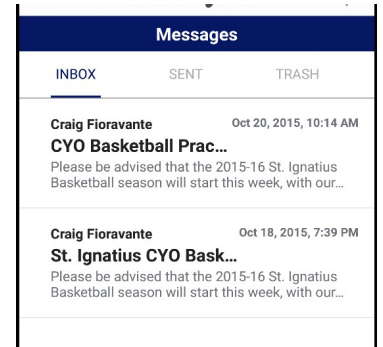 Messages
INBOX SENT TRASH
Craig Fioravante Oct 20, 2015, 10:14 AM
CYO Basketball Prac...
Please be advised that the 2015-16 St. Ignatius
Basketball season will start this week, with our...
Craig Fioravante Oct 18, 2015, 7:39 PM
St. Ignatius CYO Bask...
Please be advised that the 2015-16 St. Ignatius
Basketball season will start this week, with our...